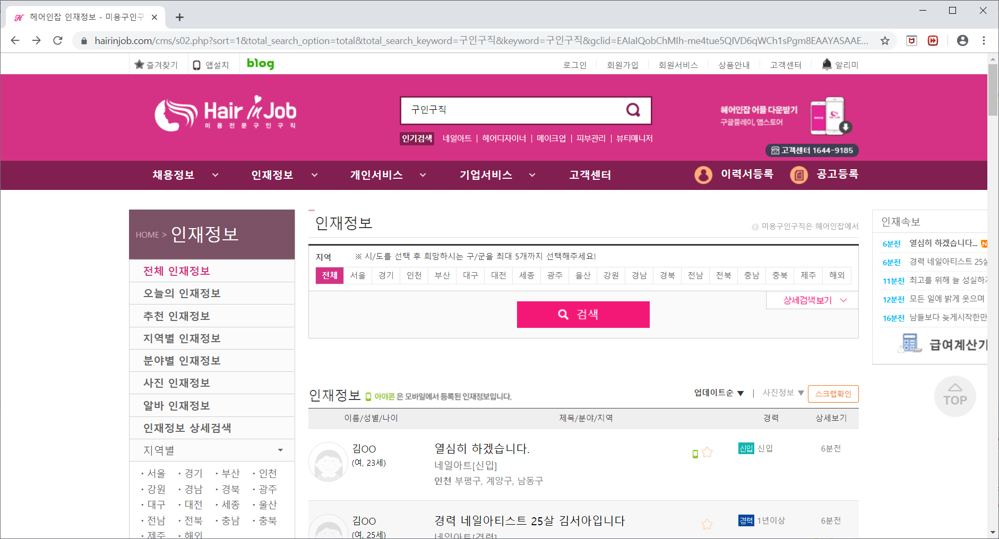 헤어인잡 인재정보 - 미용구인구
hairinjob.com/cms/s02.php?sort=1&total_search_option=total&total_search_keyword=구인구직&keyword=구인구직&gclid=EAIaIQobChMIh-me4tue5QIVD6qWCh1sPgm8EAAYASAAE...
즐겨찾기 앱설치 blog 로그인 회원가입 회원서비스 상품안내 고객센터 알리미
Hair in Job
미용전문구인구직
구인구직
인기검색 네일아트 | 헤어디자이너 | 메이크업 | 피부관리 | 뷰티매니저
헤어인잡 어플 다운받기
구글플레이, 앱스토어
고객센터 1644-9185
채용정보 인재정보 개인서비스 기업서비스 고객센터 이력서등록 공고등록
HOME > 인재정보
전체 인재정보
오늘의 인재정보
추천 인재정보
지역별 인재정보
분야별 인재정보
사진 인재정보
알바 인재정보
인재정보 상세검색
지역별
· 서울 · 경기 · 부산 · 인천
· 강원 · 경남 · 경북 · 광주
· 대구 · 대전 · 세종 · 울산
· 전남 · 전북 · 충남 · 충북
· 제주 · 해외
인재정보
미용구인구직은 헤어인잡에서
지역 ※ 시/도를 선택 후 희망하시는 구/군을 최대 5개까지 선택해주세요!
전체 서울 경기 인천 부산 대구 대전 세종 광주 울산 강원 경남 경북 전남 전북 충남 충북 제주 해외
상세검색보기
검색
인재정보 아이콘 은 모바일에서 등록된 인재정보입니다.
업데이트순 ▼ | 사진정보 ▼ 스크랩확인
이름/성별/나이 제목/분야/지역 경력 상세보기
김OO
(여, 23세)
열심히 하겠습니다.
네일아트[신입]
인천 부평구, 계양구, 남동구
신입 신입
6분전
김OO
(여, 25세)
경력 네일아티스트 25살 김서아입니다
네일아트[경력]
경력 1년이상
6분전
인재속보
6분전 열심히 하겠습니다... N
6분전 경력 네일아티스트 25살
11분전 최고를 위해 늘 성실하게
12분전 모든 일에 밝게 웃으며
16분전 남들보다 늦게시작한만
급여계산기
TOP